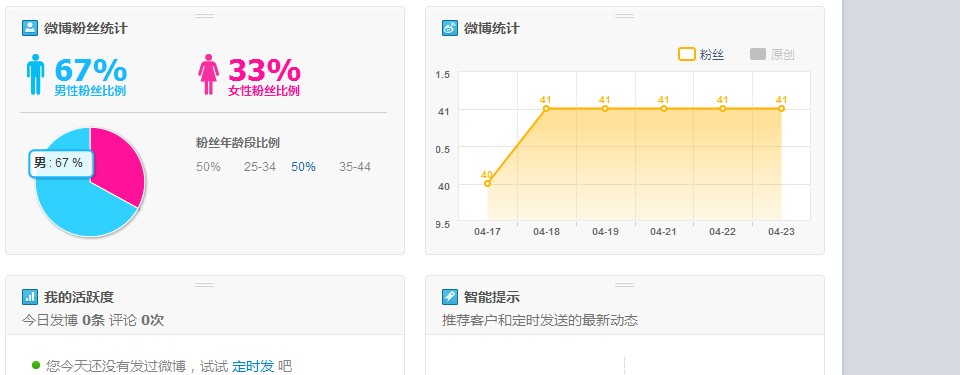 微博粉丝统计
67%
男性粉丝比例
33%
女性粉丝比例
男 : 67 %
粉丝年龄段比例
50% 25-34 50% 35-44
微博统计
粉丝 原创
1.5
41
0.5
40
9.5
40 41 41 41 41 41
04-17 04-18 04-19 04-21 04-22 04-23
我的活跃度
今日发博 0条 评论 0次
您今天还没有发过微博，试试 定时发 吧
智能提示
推荐客户和定时发送的最新动态